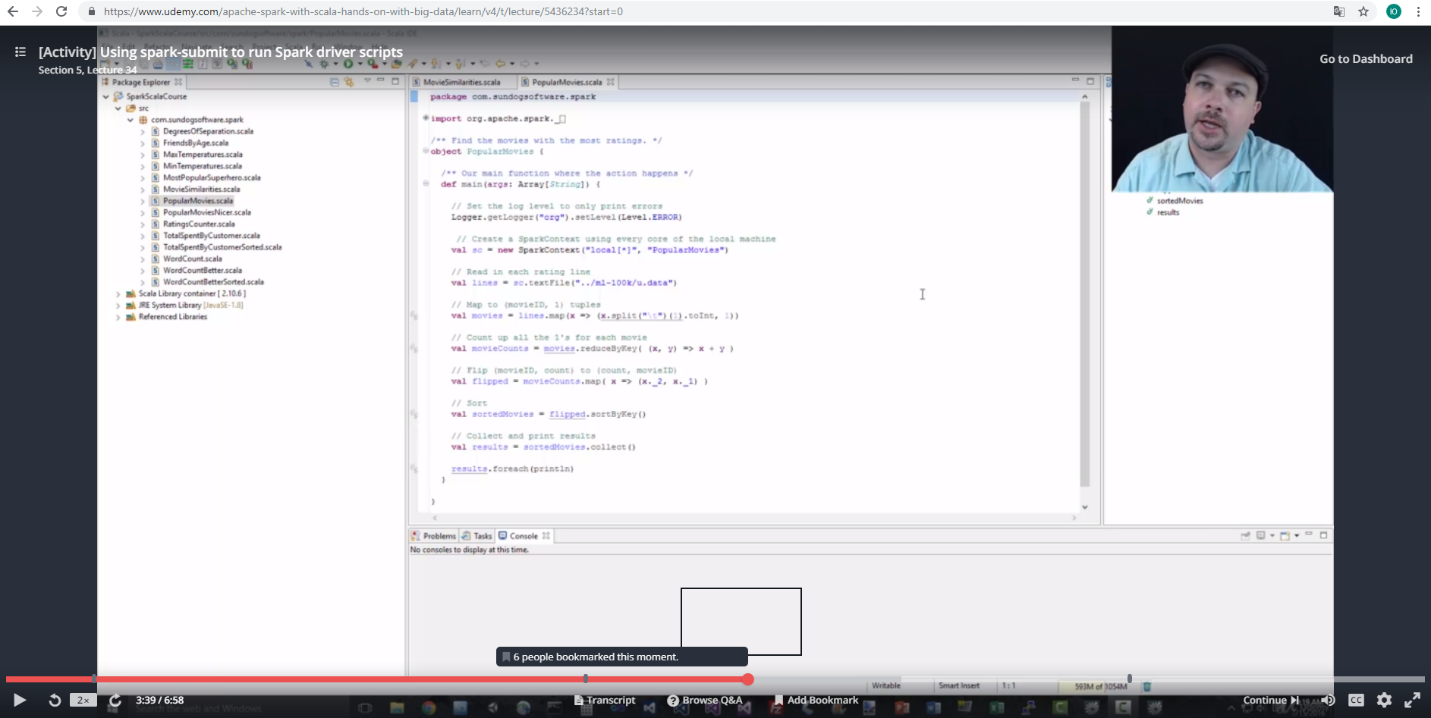 https://www.udemy.com/apache-spark-with-scala-hands-on-with-big-data/learn/v4/t/lecture/5436234?start=0
IO
[Activity] Using spark-submit to run Spark driver scripts
Section 5, Lecture 34
Go to Dashboard
Package Explorer
SparkScalaCourse
src
com.sundogsoftware.spark
DegreesOfSeparation.scala
FriendsByAge.scala
MaxTemperatures.scala
MinTemperatures.scala
MostPopularSuperhero.scala
MovieSimilarities.scala
PopularMovies.scala
PopularMoviesNicer.scala
RatingsCounter.scala
TotalSpentByCustomer.scala
TotalSpentByCustomerSorted.scala
WordCount.scala
WordCountBetter.scala
WordCountBetterSorted.scala
Scala Library container [ 2.10.6 ]
JRE System Library [JavaSE-1.8]
Referenced Libraries
MovieSimilarities.scala
PopularMovies.scala
package com.sundogsoftware.spark
import org.apache.spark._
/** Find the movies with the most ratings. */
object PopularMovies {
/** Our main function where the action happens */
def main(args: Array[String]) {
// Set the log level to only print errors
Logger.getLogger("org").setLevel(Level.ERROR)
// Create a SparkContext using every core of the local machine
val sc = new SparkContext("local[*]", "PopularMovies")
// Read in each rating line
val lines = sc.textFile("../ml-100k/u.data")
// Map to (movieID, 1) tuples
val movies = lines.map(x => (x.split("\t")(1).toInt, 1))
// Count up all the 1's for each movie
val movieCounts = movies.reduceByKey( (x, y) => x + y )
// Flip (movieID, count) to (count, movieID)
val flipped = movieCounts.map( x => (x._2, x._1) )
// Sort
val sortedMovies = flipped.sortByKey()
// Collect and print results
val results = sortedMovies.collect()
results.foreach(println)
}
}
sortedMovies
results
Problems Tasks Console
No consoles to display at this time.
6 people bookmarked this moment.
Writable Smart Insert 1 : 1 593M of 1054M
2x 3:39 / 6:58 Transcript Browse Q&A Add Bookmark Continue CC